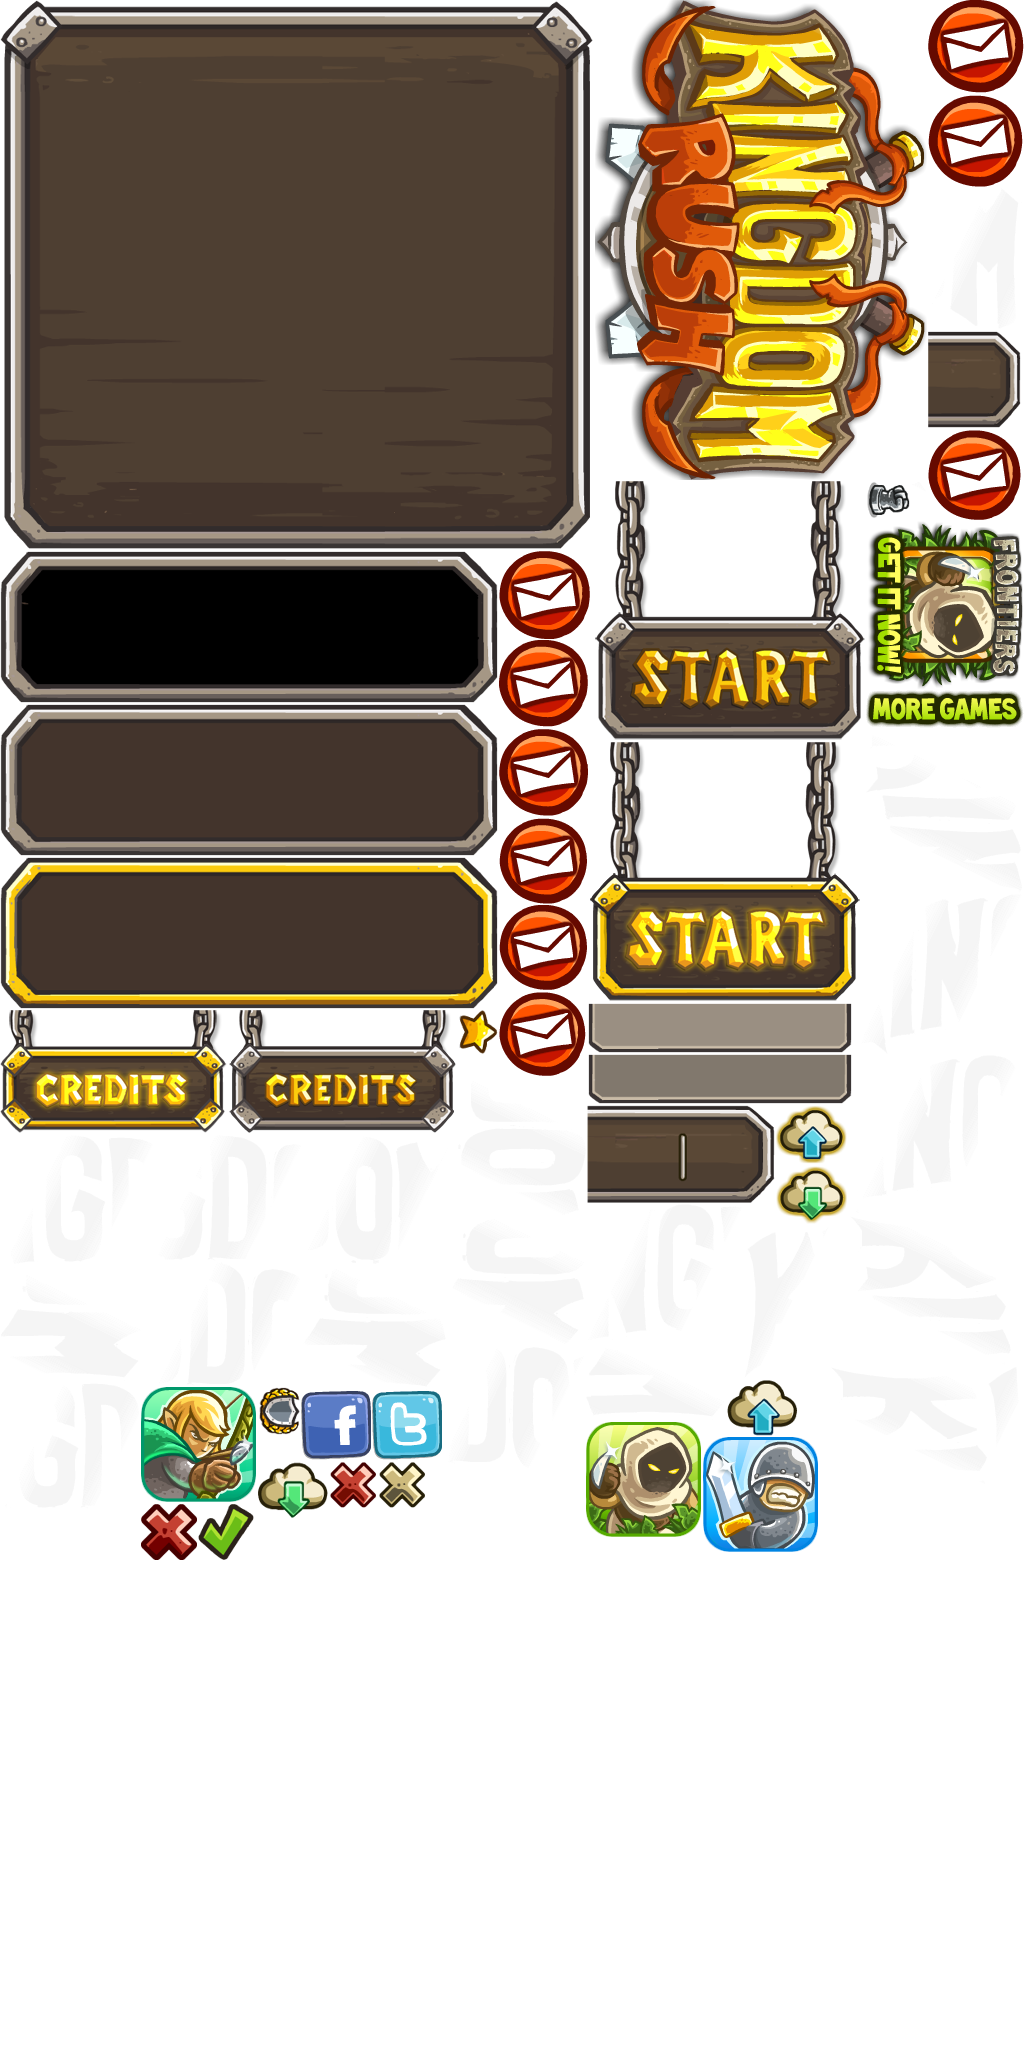 KINGDOM
RUSH
FRONTIERS
GET IT NOW!
START
MORE GAMES
START
CREDITS
CREDITS
f
t